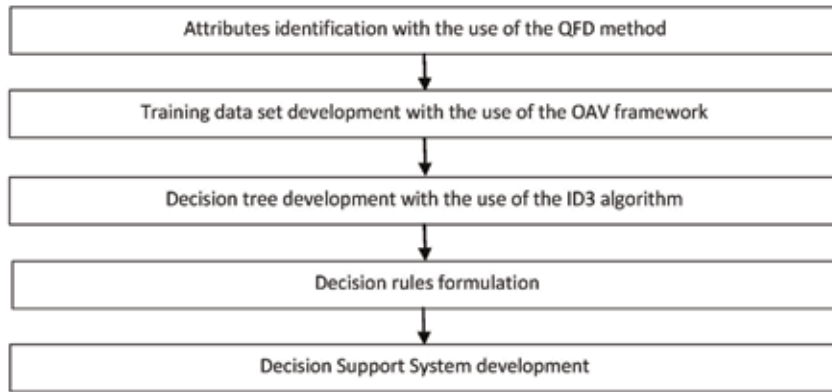 Attributes identification with the use of the QFD method
Training data set development with the use of the OAV framework
Decision tree development with the use of the ID3 algorithm
Decision rules formulation
Decision Support System development